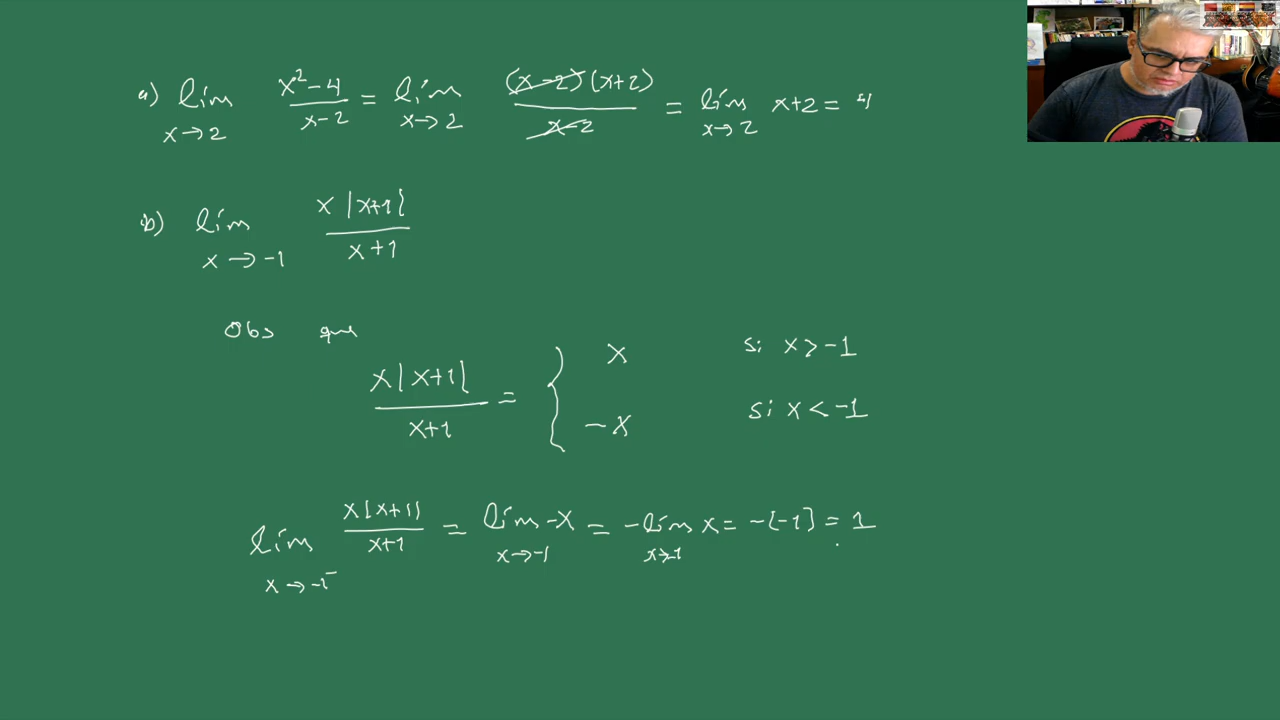 a) lim x→2 x²-4 / x-2 = lim x→2 (x-2)(x+2) / x-2 = lim x→2 x+2 = 4
b) lim x→-1 x|x+1| / x+1
Obs que
x|x+1| / x+1 = { x si x > -1
-x si x < -1
lim x→-1⁻ x|x+1| / x+1 = lim x→-1 -x = -lim x→-1 x = -(-1) = 1